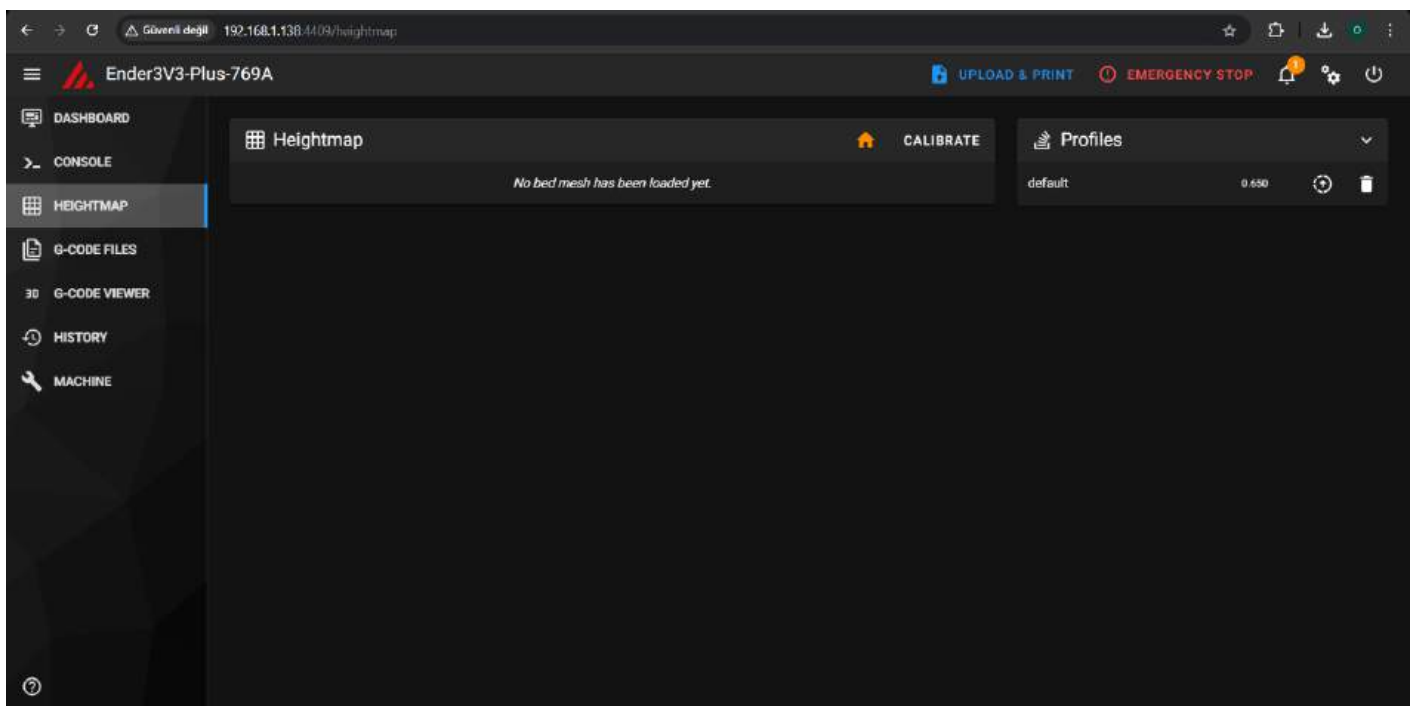 Güvenli değil 192.168.1.138:4409/heightmap
Ender3V3-Plus-769A
UPLOAD & PRINT
EMERGENCY STOP
1
DASHBOARD
CONSOLE
HEIGHTMAP
G-CODE FILES
3D G-CODE VIEWER
HISTORY
MACHINE
Heightmap
CALIBRATE
No bed mesh has been loaded yet.
Profiles
default 0.650